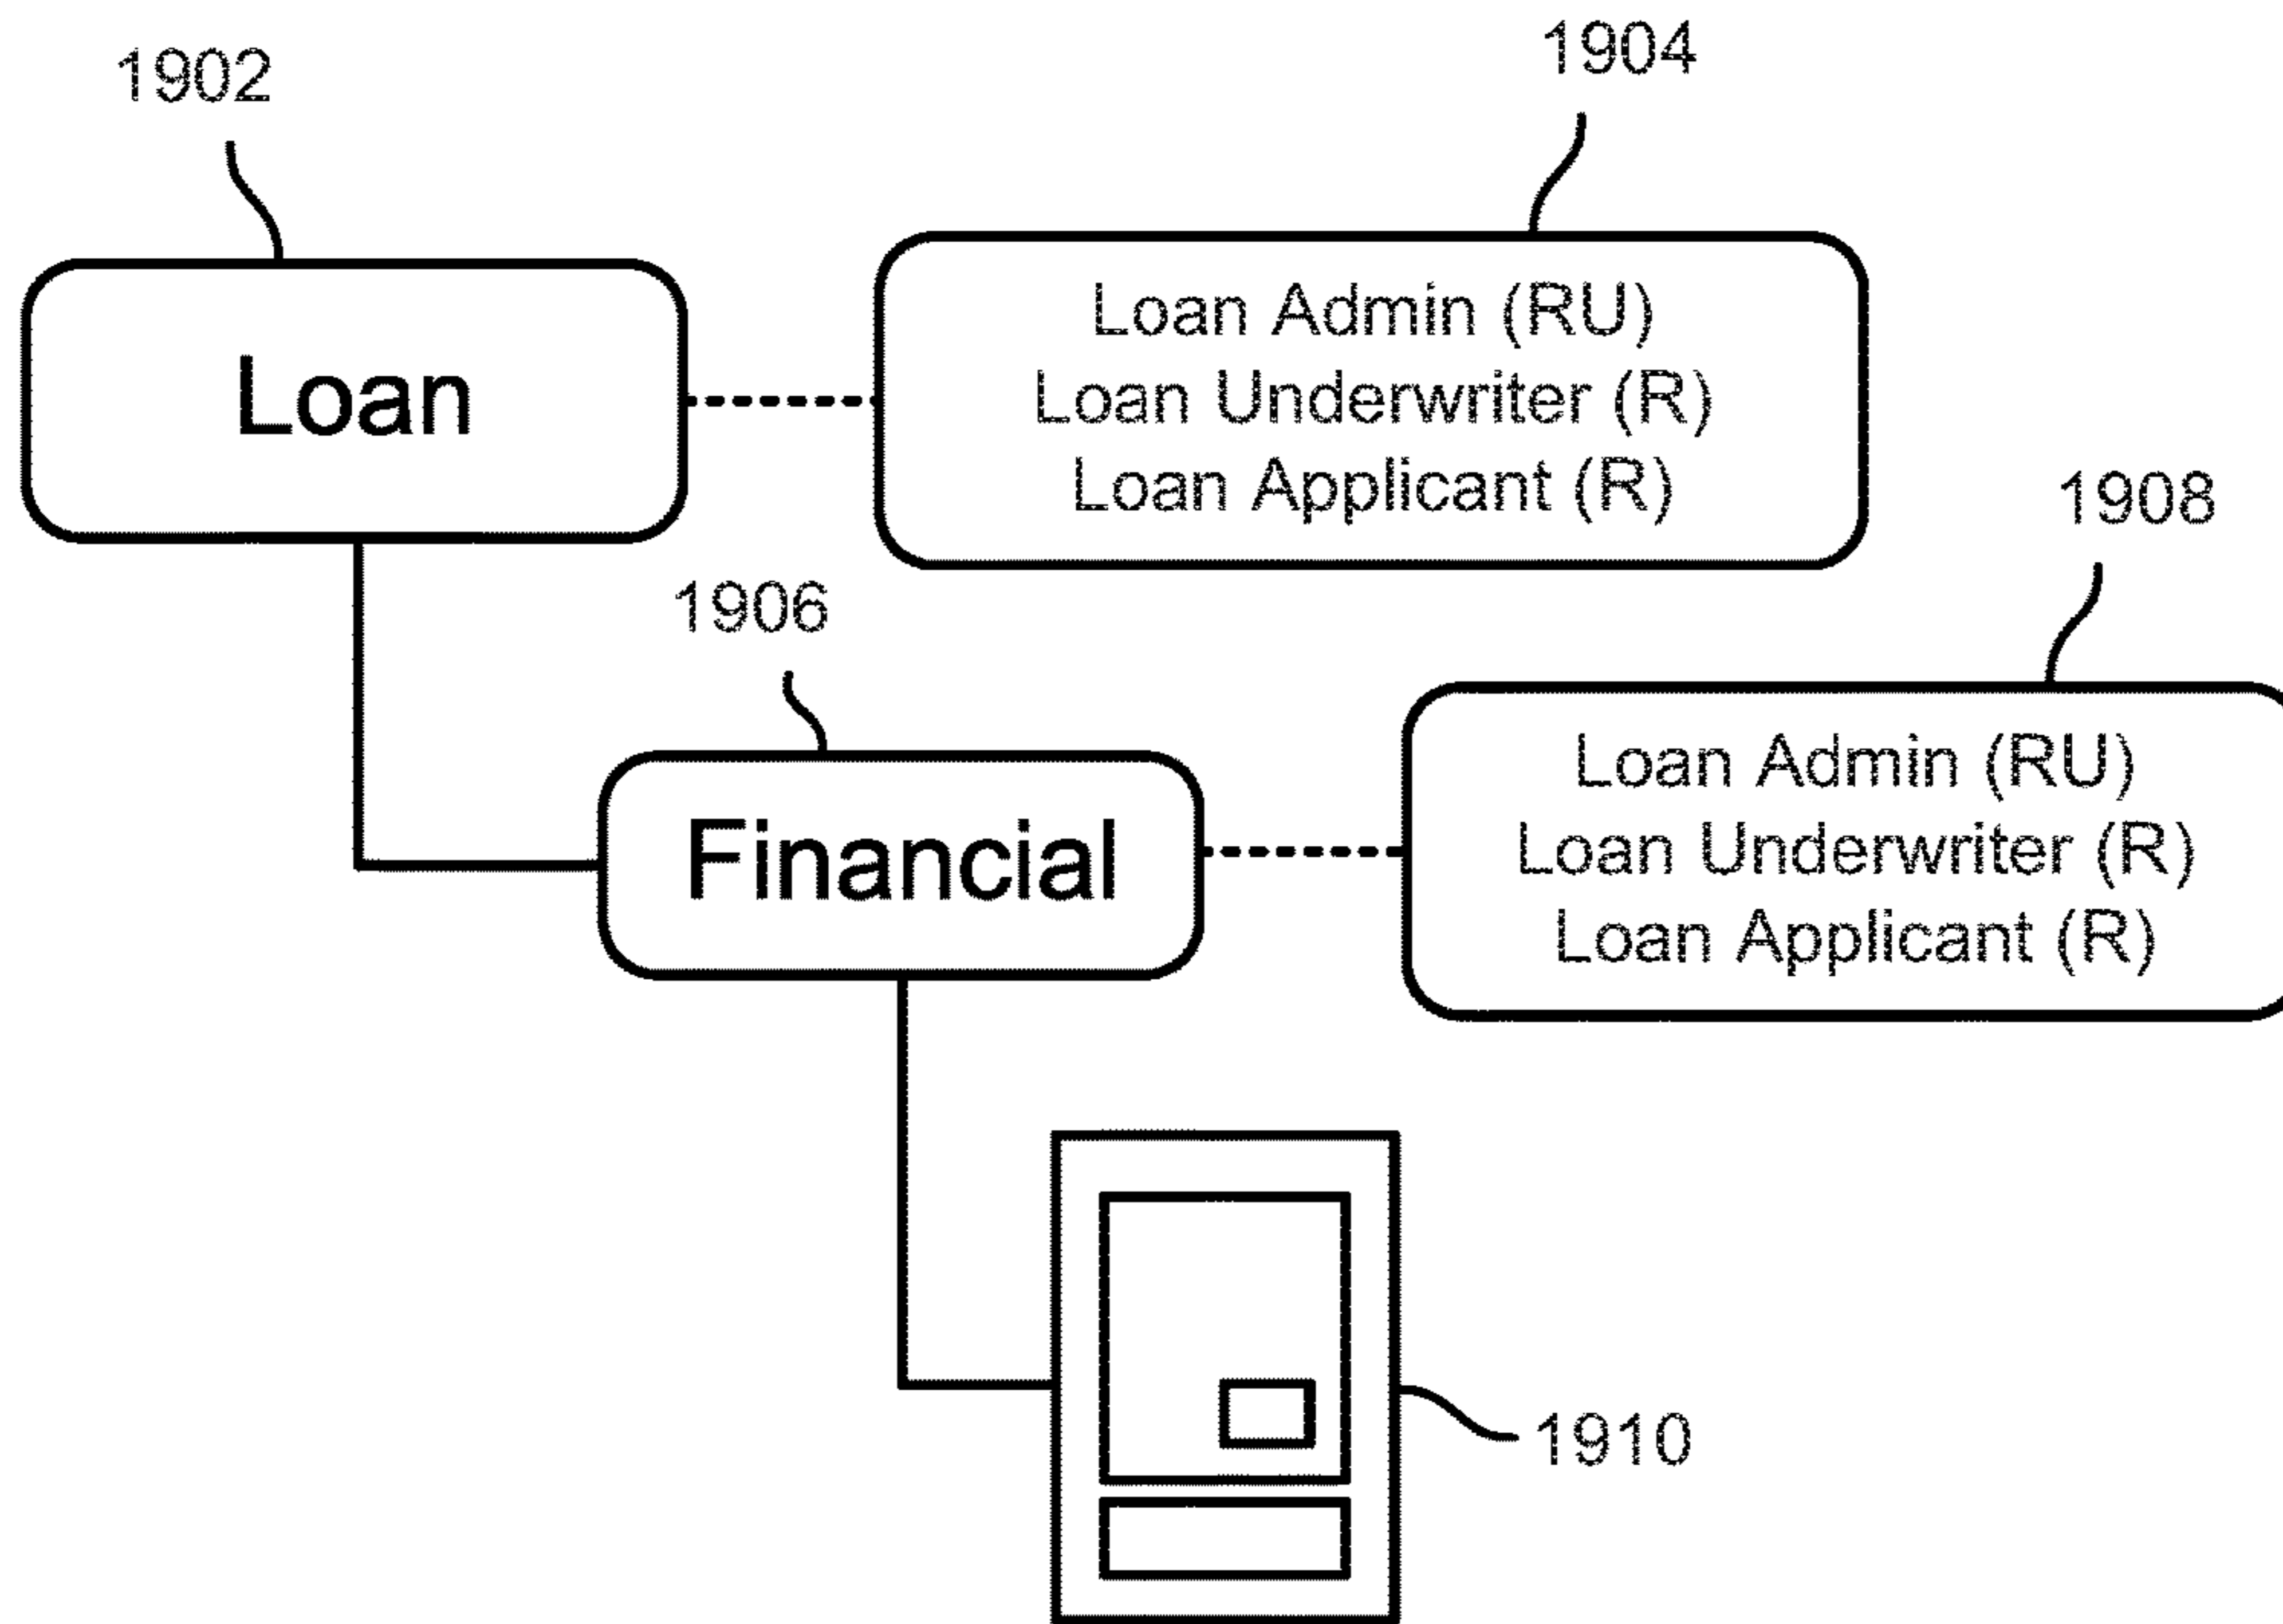 1902
1904
Loan
Loan Admin (RU)
Loan Underwriter (R)
Loan Applicant (R)
1906
1908
Financial
Loan Admin (RU)
Loan Underwriter (R)
Loan Applicant (R)
1910